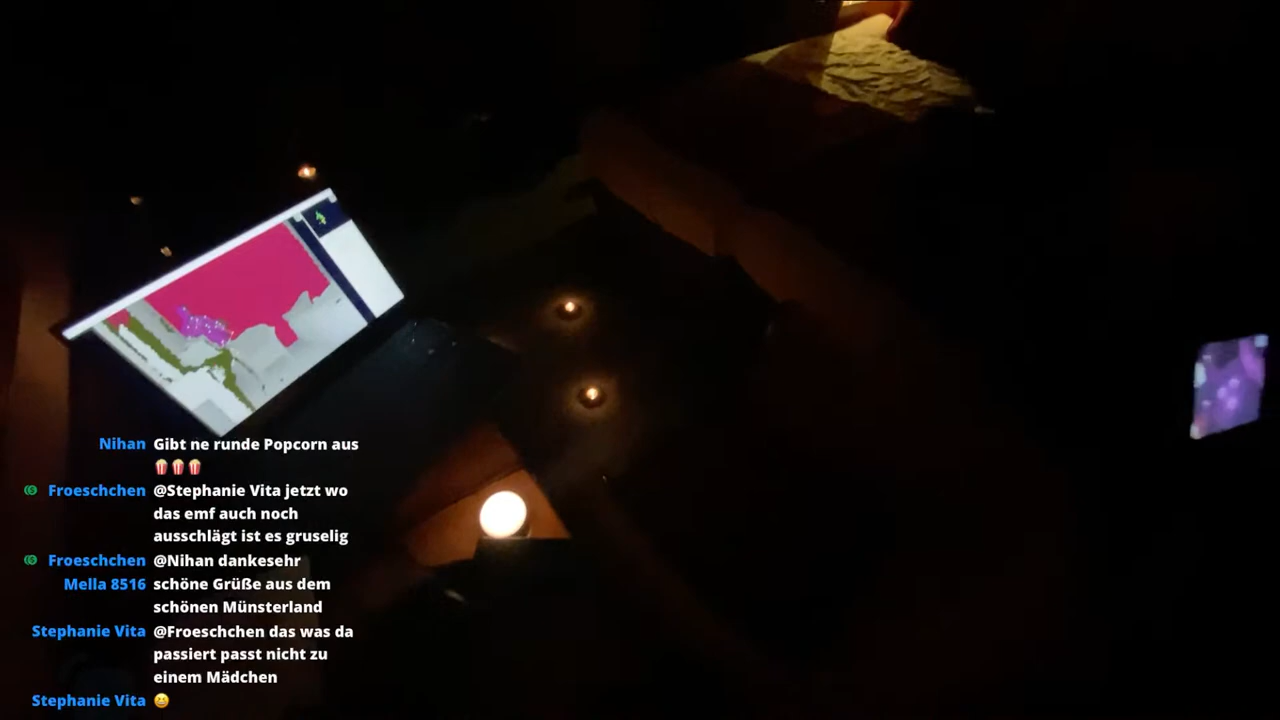 Nihan Gibt ne runde Popcorn aus
🍿🍿🍿
Froeschchen @Stephanie Vita jetzt wo
das emf auch noch
ausschlägt ist es gruselig
Froeschchen @Nihan dankesehr
Mella 8516 schöne Grüße aus dem
schönen Münsterland
Stephanie Vita @Froeschchen das was da
passiert passt nicht zu
einem Mädchen
Stephanie Vita 😆